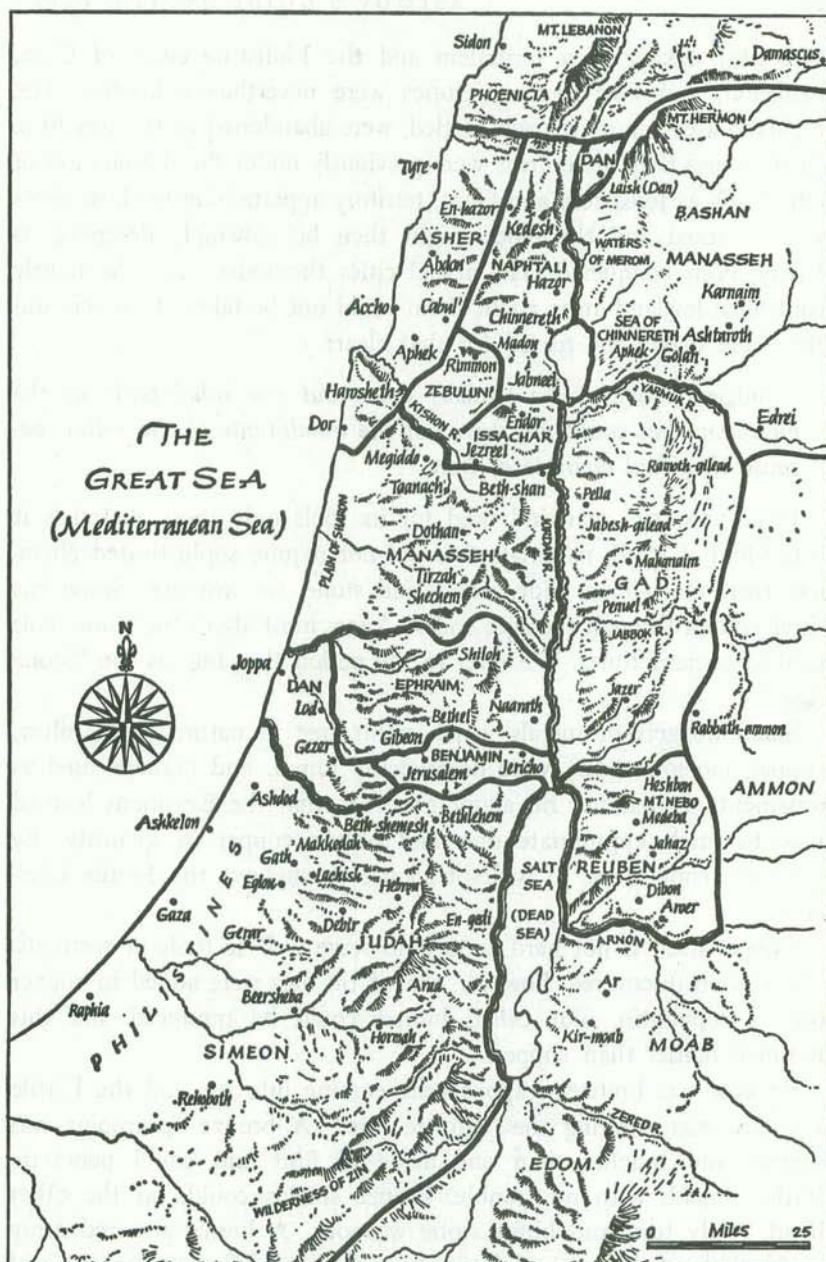 MT. LEBANON
Sidon
Damascus
PHOENICIA
MT. HERMON
DAN
Tyre
Laish (Dan)
En-hazor
BASHAN
Kedesh
ASHER
WATERS
OF MEROM
MANASSEH
Abdon
NAPHTALI
Hazor
Karnaim
Accho
Cabul
Chinnereth
SEA OF
CHINNERETH
Ashtaroth
Aphek
Madon
Aphek
Golan
Rimmon
Jabneel
Harosheth
ZEBULUN
YARMUK R.
KISHON R.
Endor
Edrei
Dor
ISSACHAR
THE
GREAT SEA
(Mediterranean Sea)
Jezreel
Megiddo
Ramoth-gilead
Taanach
Beth-shan
Pella
PLAIN OF SHARON
Jabesh-gilead
Dothan
JORDAN R.
MANASSEH
Mahanaim
Tirzah
GAD
Shechem
Penuel
JABBOK R.
N
Joppa
Shiloh
DAN
EPHRAIM
Lod
Jazer
Naarath
Bethel
Rabbath-ammon
Gezer
Gibeon
BENJAMIN
Jericho
Jerusalem
Heshbon
AMMON
Ashdod
MT. NEBO
Bethlehem
Medeba
Beth-shemesh
Askkelon
Makkedah
Jahaz
Gath
SALT
SEA
(DEAD
SEA)
REUBEN
Lachish
Eglon
Hebron
Dibon
Gaza
En-gedi
Aroer
Debir
Gerar
JUDAH
ARNON R.
Arad
Beersheba
Ar
Raphia
PHILISTINES
Hormah
Kir-moab
MOAB
SIMEON
Rehoboth
ZERED R.
EDOM
WILDERNESS OF ZIN
0 Miles 25